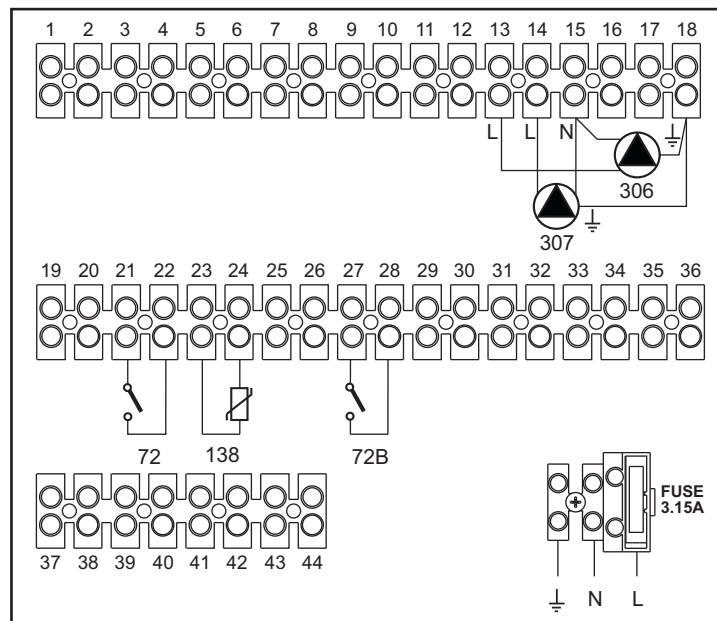 1 2 3 4 5 6 7 8 9 10 11 12 13 14 15 16 17 18
L L N
306
307
19 20 21 22 23 24 25 26 27 28 29 30 31 32 33 34 35 36
72 138 72B
FUSE
3.15A
37 38 39 40 41 42 43 44
N L